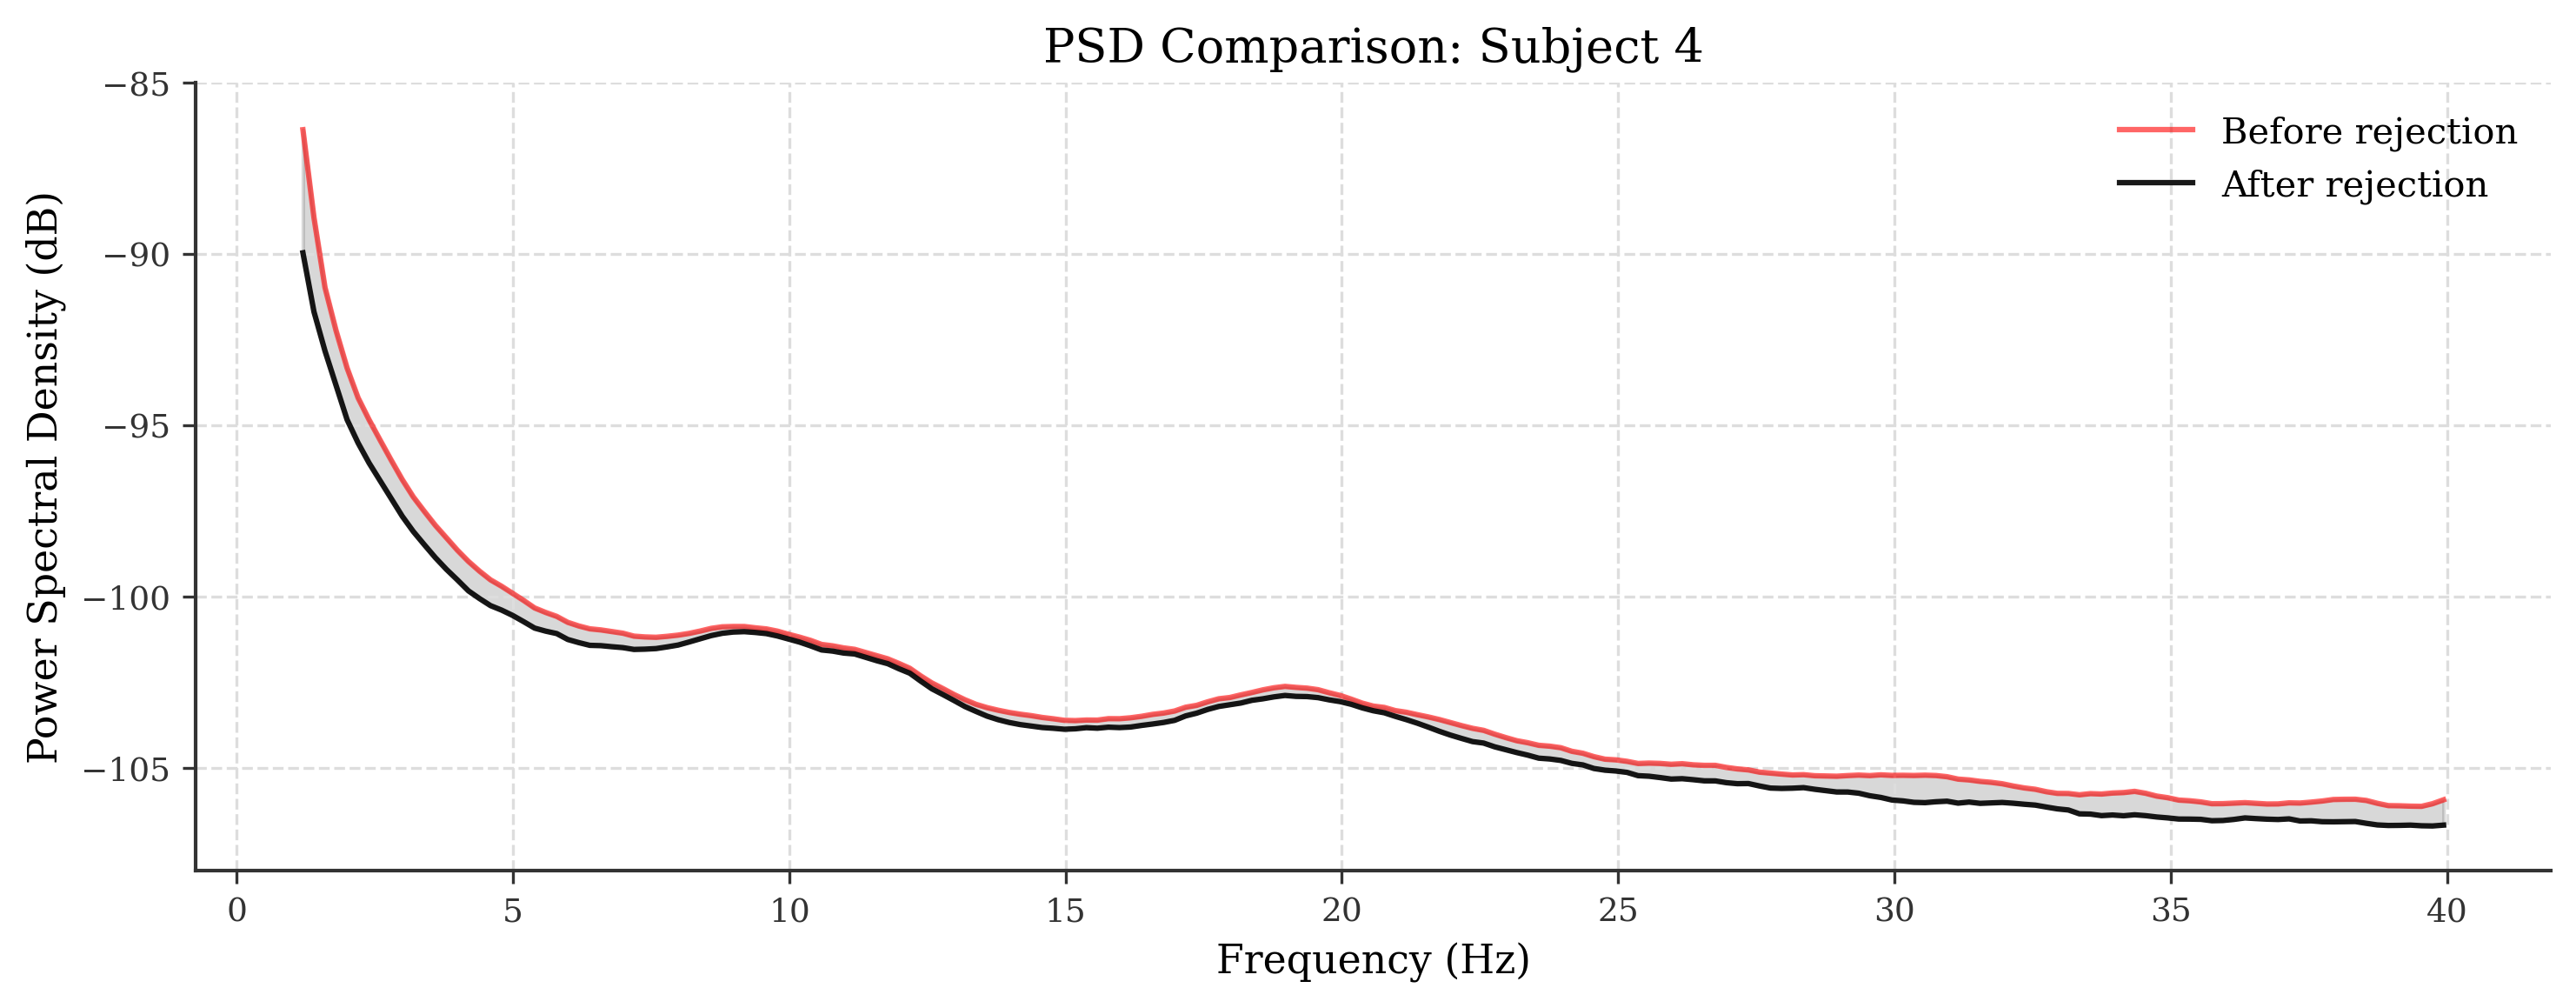 PSD Comparison: Subject 4
Before rejection
After rejection
Power Spectral Density (dB)
−85
−90
−95
−100
−105
0 5 10 15 20 25 30 35 40
Frequency (Hz)